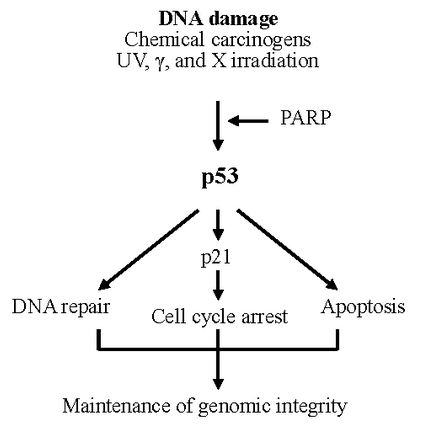 DNA damage
Chemical carcinogens
UV, γ, and X irradiation
PARP
p53
p21
DNA repair
Cell cycle arrest
Apoptosis
Maintenance of genomic integrity